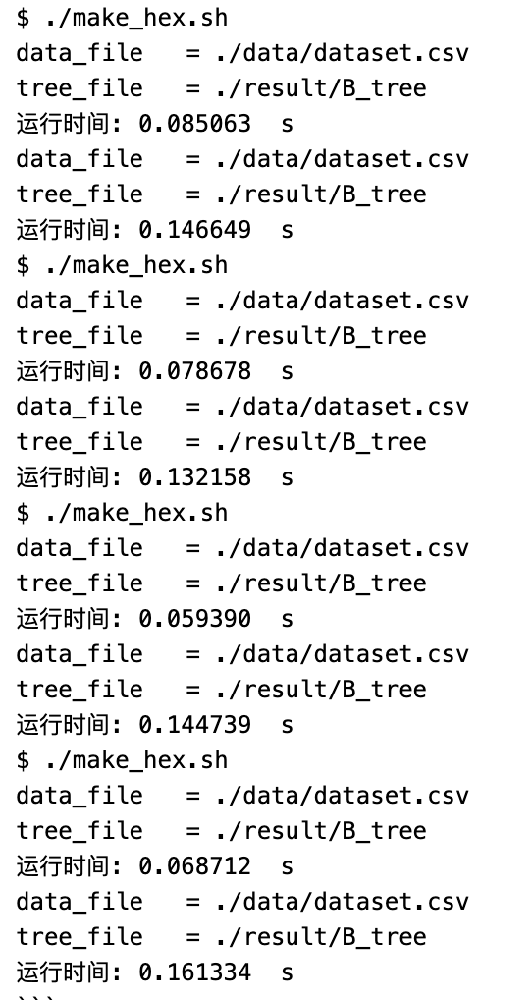 $ ./make_hex.sh
data_file   = ./data/dataset.csv
tree_file   = ./result/B_tree
运行时间: 0.085063  s
data_file   = ./data/dataset.csv
tree_file   = ./result/B_tree
运行时间: 0.146649  s
$ ./make_hex.sh
data_file   = ./data/dataset.csv
tree_file   = ./result/B_tree
运行时间: 0.078678  s
data_file   = ./data/dataset.csv
tree_file   = ./result/B_tree
运行时间: 0.132158  s
$ ./make_hex.sh
data_file   = ./data/dataset.csv
tree_file   = ./result/B_tree
运行时间: 0.059390  s
data_file   = ./data/dataset.csv
tree_file   = ./result/B_tree
运行时间: 0.144739  s
$ ./make_hex.sh
data_file   = ./data/dataset.csv
tree_file   = ./result/B_tree
运行时间: 0.068712  s
data_file   = ./data/dataset.csv
tree_file   = ./result/B_tree
运行时间: 0.161334  s
```